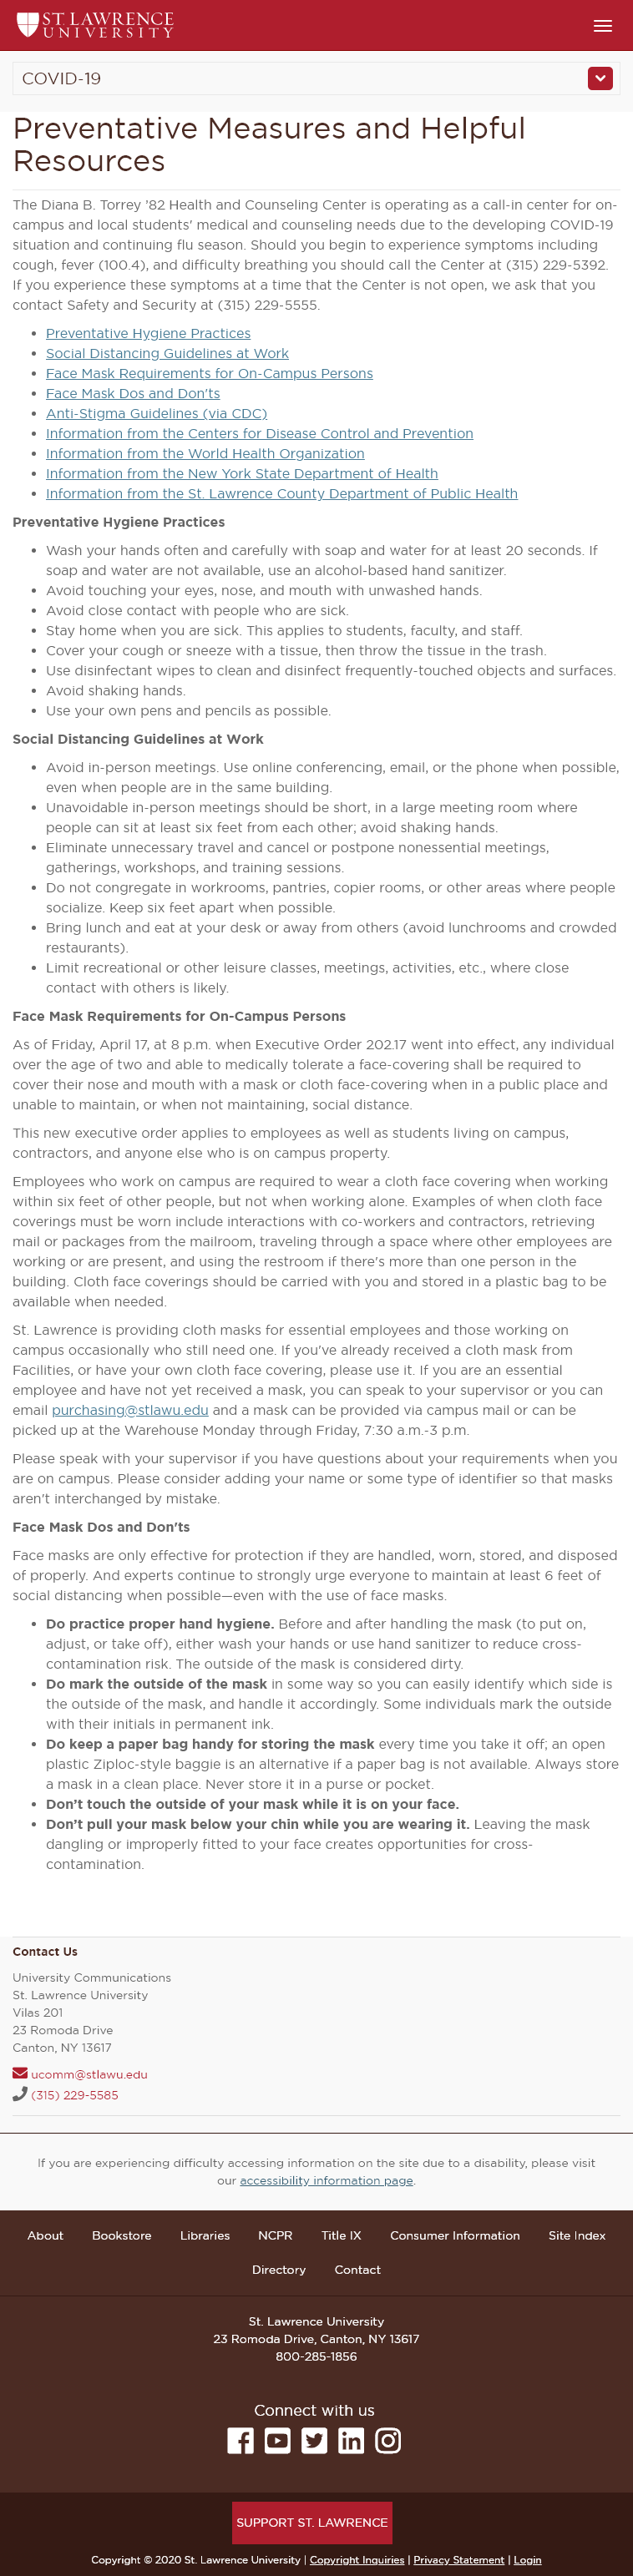 ST LAWRENCE
UNIVERSITY
COVID-19
Preventative Measures and Helpful
Resources
The Diana B. Torrey '82 Health and Counseling Center is operating as a call-in center for on-
campus and local students' medical and counseling needs due to the developing COVID-19
situation and continuing flu season. Should you begin to experience symptoms including
cough, fever (100.4), and difficulty breathing you should call the Center at (315) 229-5392.
If you experience these symptoms at a time that the Center is not open, we ask that you
contact Safety and Security at (315) 229-5555.
• Preventative Hygiene Practices
• Social Distancing Guidelines at Work
• Face Mask Requirements for On-Campus Persons
• Face Mask Dos and Don'ts
• Anti-Stigma Guidelines (via CDC)
• Information from the Centers for Disease Control and Prevention
• Information from the World Health Organization
• Information from the New York State Department of Health
• Information from the St. Lawrence County Department of Public Health
Preventative Hygiene Practices
• Wash your hands often and carefully with soap and water for at least 20 seconds. If
soap and water are not available, use an alcohol-based hand sanitizer.
• Avoid touching your eyes, nose, and mouth with unwashed hands.
• Avoid close contact with people who are sick.
• Stay home when you are sick. This applies to students, faculty, and staff.
• Cover your cough or sneeze with a tissue, then throw the tissue in the trash.
• Use disinfectant wipes to clean and disinfect frequently-touched objects and surfaces.
• Avoid shaking hands.
• Use your own pens and pencils as possible.
Social Distancing Guidelines at Work
• Avoid in-person meetings. Use online conferencing, email, or the phone when possible,
even when people are in the same building.
• Unavoidable in-person meetings should be short, in a large meeting room where
people can sit at least six feet from each other; avoid shaking hands.
• Eliminate unnecessary travel and cancel or postpone nonessential meetings,
gatherings, workshops, and training sessions.
• Do not congregate in workrooms, pantries, copier rooms, or other areas where people
socialize. Keep six feet apart when possible.
• Bring lunch and eat at your desk or away from others (avoid lunchrooms and crowded
restaurants).
• Limit recreational or other leisure classes, meetings, activities, etc., where close
contact with others is likely.
Face Mask Requirements for On-Campus Persons
As of Friday, April 17, at 8 p.m. when Executive Order 202.17 went into effect, any individual
over the age of two and able to medically tolerate a face-covering shall be required to
cover their nose and mouth with a mask or cloth face-covering when in a public place and
unable to maintain, or when not maintaining, social distance.
This new executive order applies to employees as well as students living on campus,
contractors, and anyone else who is on campus property.
Employees who work on campus are required to wear a cloth face covering when working
within six feet of other people, but not when working alone. Examples of when cloth face
coverings must be worn include interactions with co-workers and contractors, retrieving
mail or packages from the mailroom, traveling through a space where other employees are
working or are present, and using the restroom if there's more than one person in the
building. Cloth face coverings should be carried with you and stored in a plastic bag to be
available when needed.
St. Lawrence is providing cloth masks for essential employees and those working on
campus occasionally who still need one. If you've already received a cloth mask from
Facilities, or have your own cloth face covering, please use it. If you are an essential
employee and have not yet received a mask, you can speak to your supervisor or you can
email purchasing@stlawu.edu and a mask can be provided via campus mail or can be
picked up at the Warehouse Monday through Friday, 7:30 a.m.-3 p.m.
Please speak with your supervisor if you have questions about your requirements when you
are on campus. Please consider adding your name or some type of identifier so that masks
aren't interchanged by mistake.
Face Mask Dos and Don'ts
Face masks are only effective for protection if they are handled, worn, stored, and disposed
of properly. And experts continue to strongly urge everyone to maintain at least 6 feet of
social distancing when possible—even with the use of face masks.
• Do practice proper hand hygiene. Before and after handling the mask (to put on,
adjust, or take off), either wash your hands or use hand sanitizer to reduce cross-
contamination risk. The outside of the mask is considered dirty.
• Do mark the outside of the mask in some way so you can easily identify which side is
the outside of the mask, and handle it accordingly. Some individuals mark the outside
with their initials in permanent ink.
• Do keep a paper bag handy for storing the mask every time you take it off; an open
plastic Ziploc-style baggie is an alternative if a paper bag is not available. Always store
a mask in a clean place. Never store it in a purse or pocket.
• Don't touch the outside of your mask while it is on your face.
• Don't pull your mask below your chin while you are wearing it. Leaving the mask
dangling or improperly fitted to your face creates opportunities for cross-
contamination.
Contact Us
University Communications
St. Lawrence University
Vilas 201
23 Romoda Drive
Canton, NY 13617
ucomm@stlawu.edu
(315) 229-5585
If you are experiencing difficulty accessing information on the site due to a disability, please visit
our accessibility information page.
About Bookstore Libraries NCPR Title IX Consumer Information Site Index
Directory Contact
St. Lawrence University
23 Romoda Drive, Canton, NY 13617
800-285-1856
Connect with us
SUPPORT ST. LAWRENCE
Copyright © 2020 St. Lawrence University | Copyright Inquiries | Privacy Statement | Login